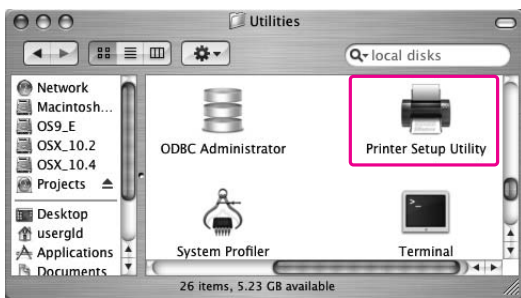 Utilities
local disks
Network
Macintosh...
OS9_E
OSX_10.2
OSX_10.4
Projects
Desktop
usergld
Applications
Documents
ODBC Administrator
Printer Setup Utility
System Profiler
>_
Terminal
26 items, 5.23 GB available